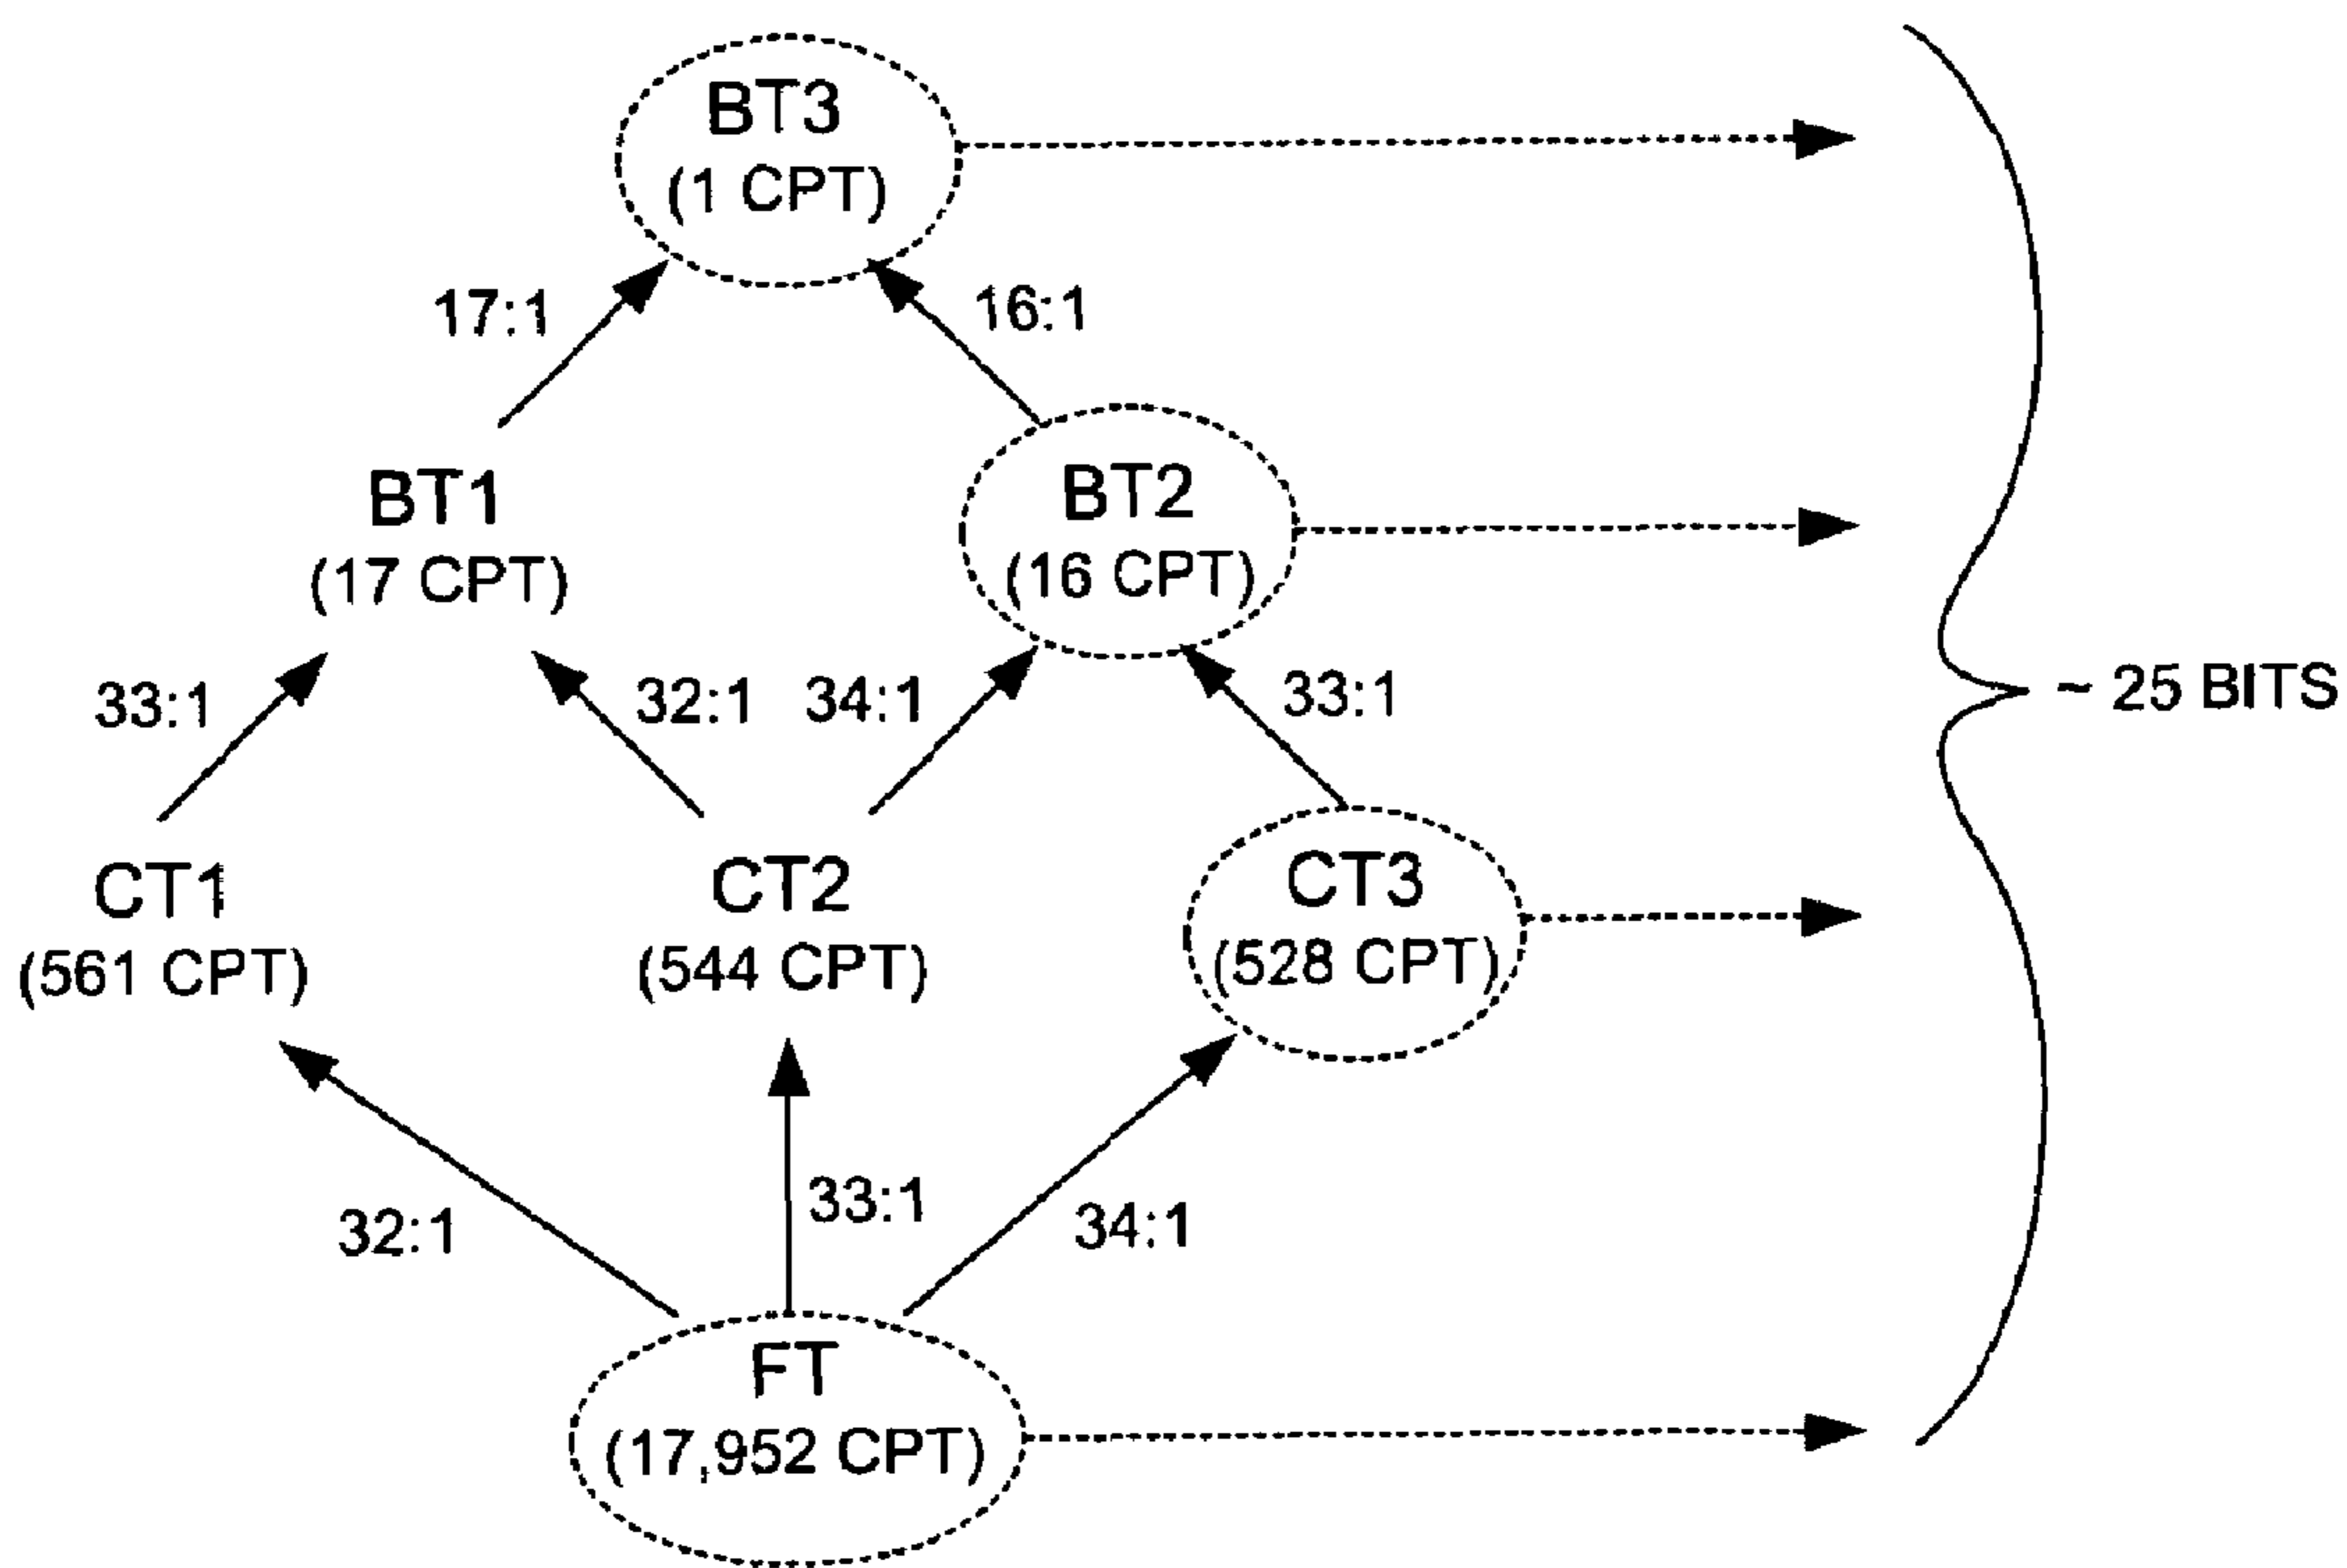 BT3
(1 CPT)
17:1
16:1
BT1
(17 CPT)
BT2
(16 CPT)
33:1
32:1
34:1
33:1
~ 25 BITS
CT1
(561 CPT)
CT2
(544 CPT)
CT3
(528 CPT)
32:1
33:1
34:1
FT
(17,952 CPT)